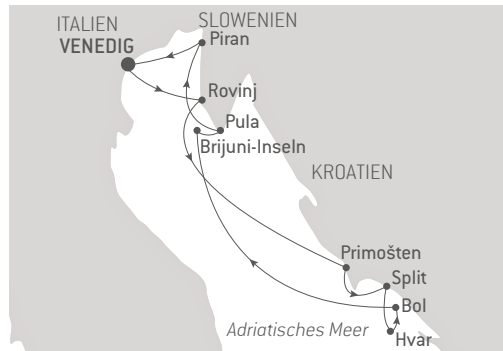 ITALIEN
VENEDIG
SLOWENIEN
Piran
Rovinj
Pula
Brijuni-Inseln
KROATIEN
Primošten
Split
Bol
Adriatisches Meer
Hvar